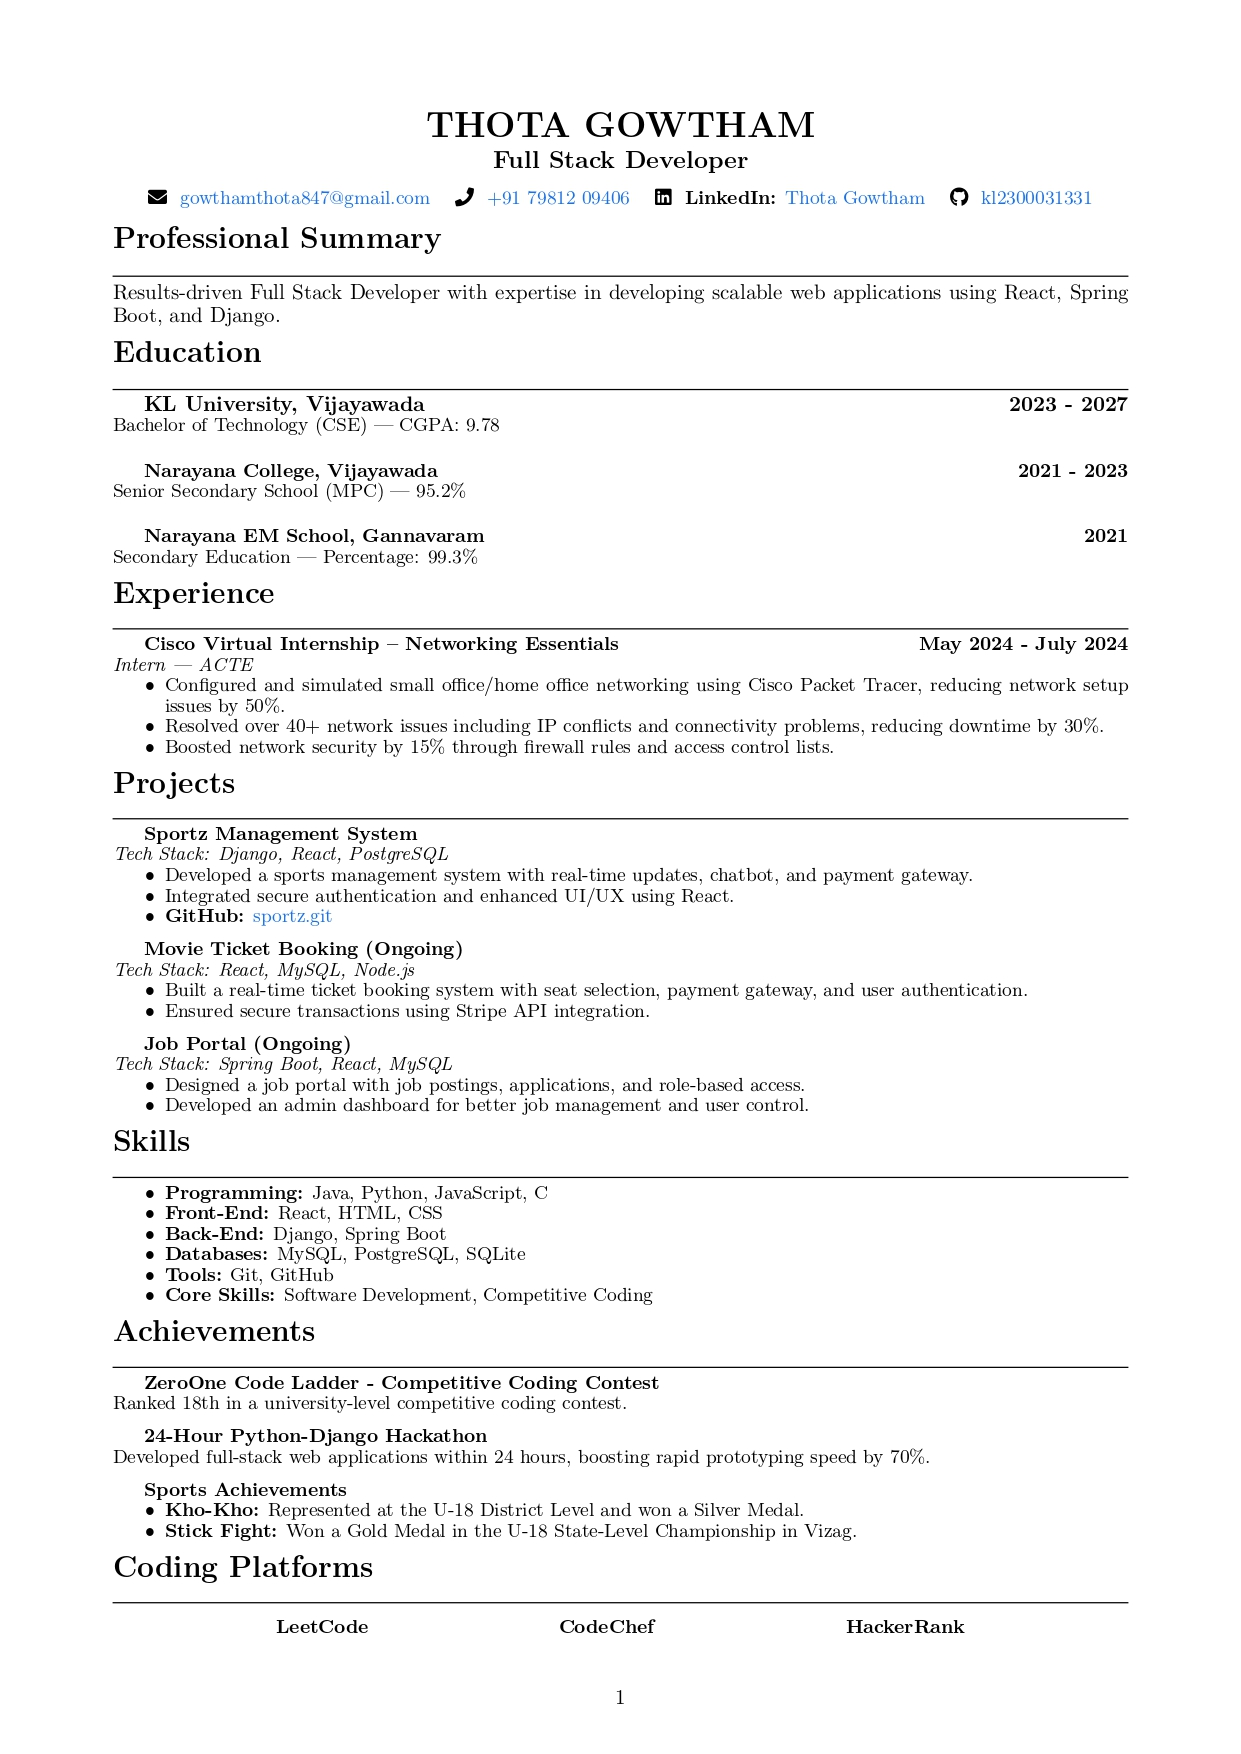 THOTA GOWTHAM
Full Stack Developer
gowthamthota847@gmail.com +91 79812 09406 LinkedIn: Thota Gowtham kl2300031331
Professional Summary
Results-driven Full Stack Developer with expertise in developing scalable web applications using React, Spring
Boot, and Django.
Education
KL University, Vijayawada 2023 - 2027
Bachelor of Technology (CSE) — CGPA: 9.78
Narayana College, Vijayawada 2021 - 2023
Senior Secondary School (MPC) — 95.2%
Narayana EM School, Gannavaram 2021
Secondary Education — Percentage: 99.3%
Experience
Cisco Virtual Internship – Networking Essentials May 2024 - July 2024
Intern — ACTE
• Configured and simulated small office/home office networking using Cisco Packet Tracer, reducing network setup
issues by 50%.
• Resolved over 40+ network issues including IP conflicts and connectivity problems, reducing downtime by 30%.
• Boosted network security by 15% through firewall rules and access control lists.
Projects
Sportz Management System
Tech Stack: Django, React, PostgreSQL
• Developed a sports management system with real-time updates, chatbot, and payment gateway.
• Integrated secure authentication and enhanced UI/UX using React.
• GitHub: sportz.git
Movie Ticket Booking (Ongoing)
Tech Stack: React, MySQL, Node.js
• Built a real-time ticket booking system with seat selection, payment gateway, and user authentication.
• Ensured secure transactions using Stripe API integration.
Job Portal (Ongoing)
Tech Stack: Spring Boot, React, MySQL
• Designed a job portal with job postings, applications, and role-based access.
• Developed an admin dashboard for better job management and user control.
Skills
• Programming: Java, Python, JavaScript, C
• Front-End: React, HTML, CSS
• Back-End: Django, Spring Boot
• Databases: MySQL, PostgreSQL, SQLite
• Tools: Git, GitHub
• Core Skills: Software Development, Competitive Coding
Achievements
ZeroOne Code Ladder - Competitive Coding Contest
Ranked 18th in a university-level competitive coding contest.
24-Hour Python-Django Hackathon
Developed full-stack web applications within 24 hours, boosting rapid prototyping speed by 70%.
Sports Achievements
• Kho-Kho: Represented at the U-18 District Level and won a Silver Medal.
• Stick Fight: Won a Gold Medal in the U-18 State-Level Championship in Vizag.
Coding Platforms
LeetCode CodeChef HackerRank
1